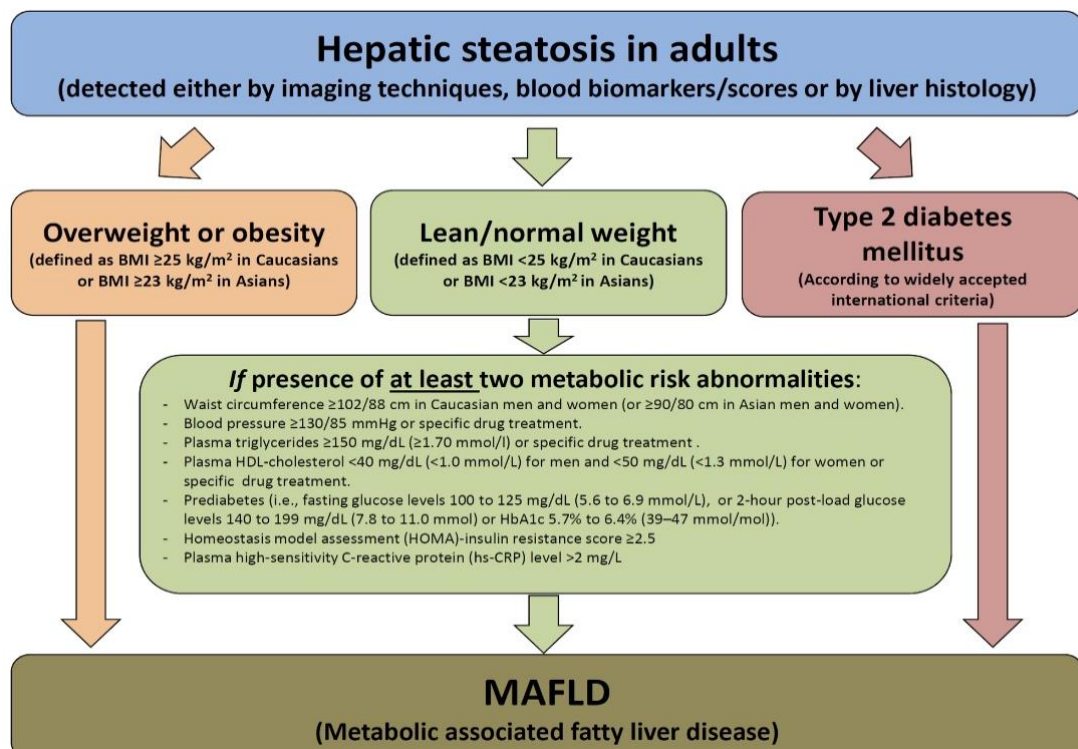 Hepatic steatosis in adults
(detected either by imaging techniques, blood biomarkers/scores or by liver histology)
Overweight or obesity
(defined as BMI ≥25 kg/m² in Caucasians
or BMI ≥23 kg/m² in Asians)
Lean/normal weight
(defined as BMI <25 kg/m² in Caucasians
or BMI <23 kg/m² in Asians)
Type 2 diabetes
mellitus
(According to widely accepted
international criteria)
If presence of at least two metabolic risk abnormalities:
- Waist circumference ≥102/88 cm in Caucasian men and women (or ≥90/80 cm in Asian men and women).
- Blood pressure ≥130/85 mmHg or specific drug treatment.
- Plasma triglycerides ≥150 mg/dL (≥1.70 mmol/l) or specific drug treatment .
- Plasma HDL-cholesterol <40 mg/dL (<1.0 mmol/L) for men and <50 mg/dL (<1.3 mmol/L) for women or
specific drug treatment.
- Prediabetes (i.e., fasting glucose levels 100 to 125 mg/dL (5.6 to 6.9 mmol/L), or 2-hour post-load glucose
levels 140 to 199 mg/dL (7.8 to 11.0 mmol) or HbA1c 5.7% to 6.4% (39–47 mmol/mol)).
- Homeostasis model assessment (HOMA)-insulin resistance score ≥2.5
- Plasma high-sensitivity C-reactive protein (hs-CRP) level >2 mg/L
MAFLD
(Metabolic associated fatty liver disease)